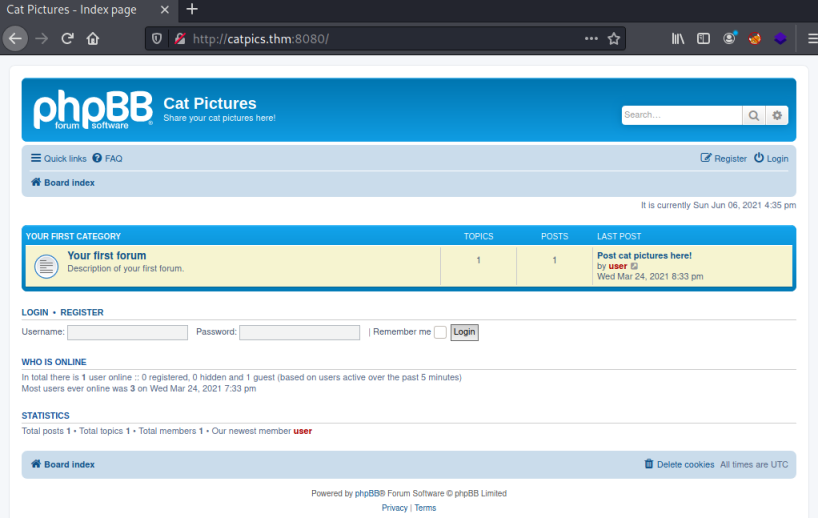 Cat Pictures - Index page
http://catpics.thm:8080/
phpBB® forum software
Cat Pictures
Share your cat pictures here!
Search…
Quick links FAQ Register Login
Board index
It is currently Sun Jun 06, 2021 4:35 pm
YOUR FIRST CATEGORY TOPICS POSTS LAST POST
Your first forum 1 1 Post cat pictures here!
Description of your first forum. by user
Wed Mar 24, 2021 8:33 pm
LOGIN • REGISTER
Username: Password: | Remember me Login
WHO IS ONLINE
In total there is 1 user online :: 0 registered, 0 hidden and 1 guest (based on users active over the past 5 minutes)
Most users ever online was 3 on Wed Mar 24, 2021 7:33 pm
STATISTICS
Total posts 1 • Total topics 1 • Total members 1 • Our newest member user
Board index Delete cookies All times are UTC
Powered by phpBB® Forum Software © phpBB Limited
Privacy | Terms